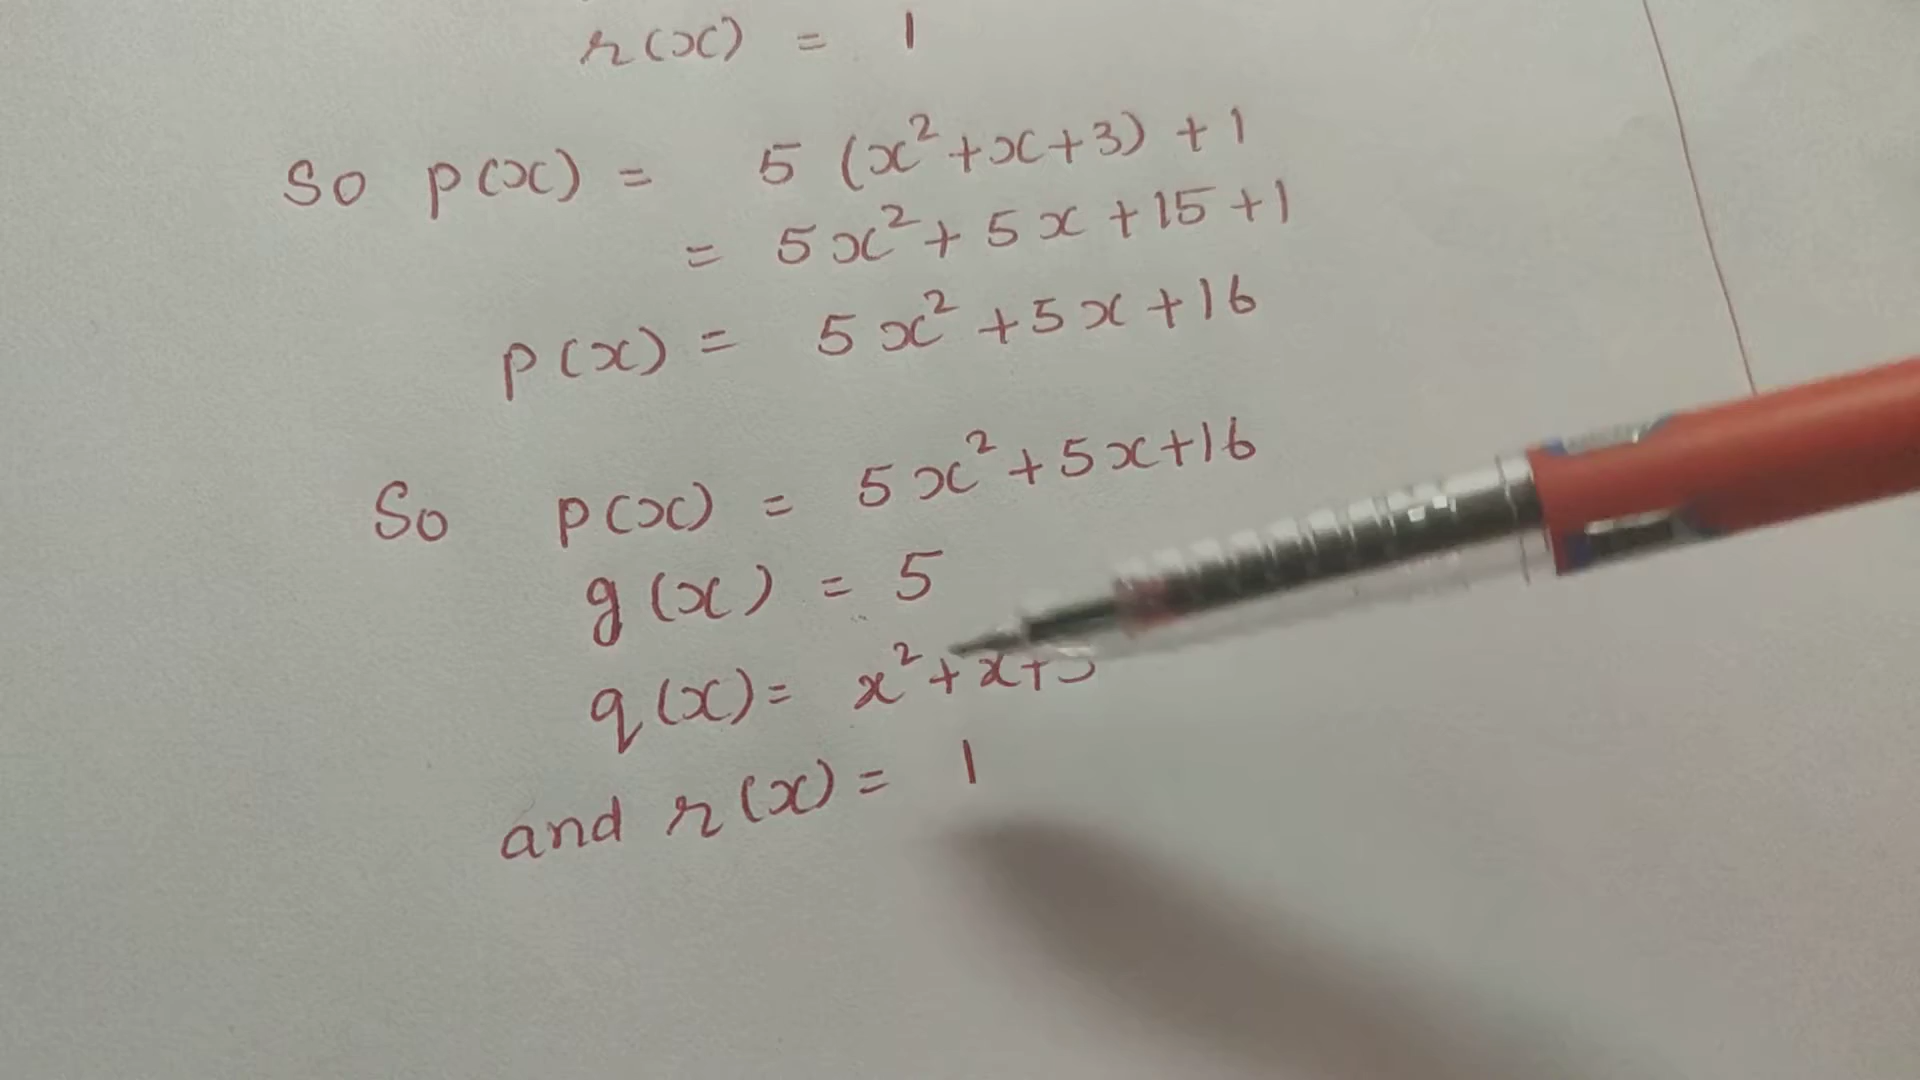 r(x) = 1
So p(x) = 5 (x²+x+3) + 1
= 5x² + 5x + 15 + 1
p(x) = 5x² + 5x + 16
So p(x) = 5x² + 5x + 16
g(x) = 5
q(x) = x² + x + 3
and r(x) = 1